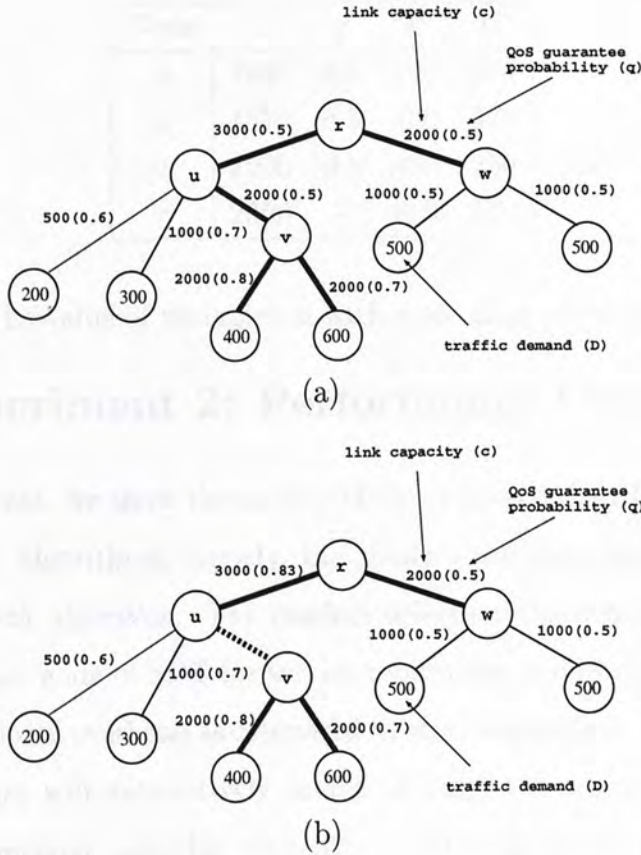 link capacity (c)
QoS guarantee
probability (q)
r
3000(0.5)
2000(0.5)
u
w
2000(0.5)
1000(0.5)
1000(0.5)
500(0.6)
1000(0.7)
v
500
500
200
300
2000(0.8)
2000(0.7)
400
600
traffic demand (D)
(a)
link capacity (c)
QoS guarantee
probability (q)
r
3000(0.83)
2000(0.5)
u
w
1000(0.5)
1000(0.5)
500(0.6)
1000(0.7)
v
500
500
200
300
2000(0.8)
2000(0.7)
400
600
traffic demand (D)
(b)